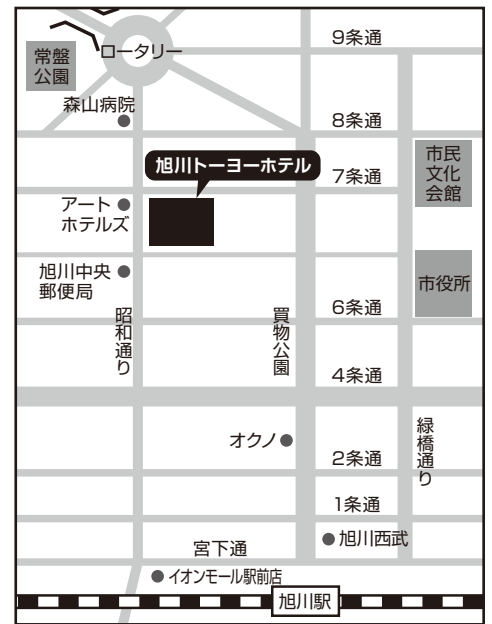 9条通
常盤
公園
ロータリー
森山病院
8条通
旭川トーヨーホテル
7条通
市民
文化
会館
アート
ホテルズ
旭川中央
郵便局
市役所
昭和通り
買物公園
6条通
4条通
オクノ
2条通
緑橋通り
1条通
旭川西武
宮下通
イオンモール駅前店
旭川駅